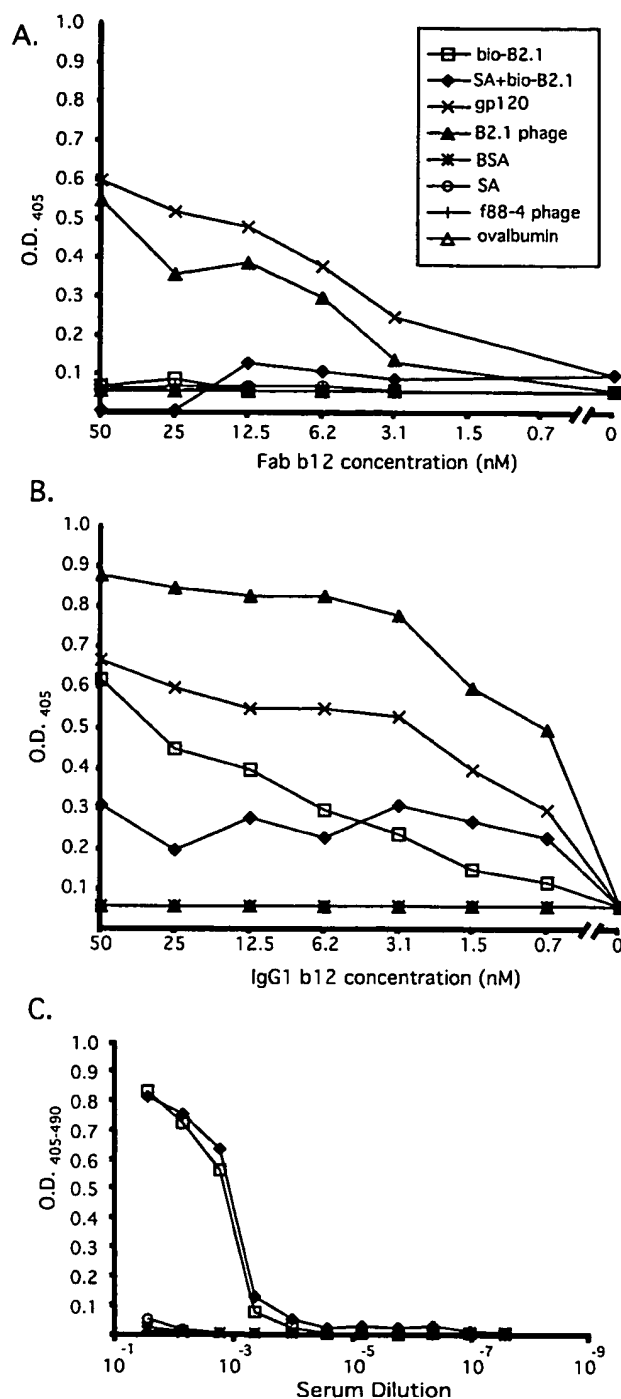 A.
1.0
0.9
0.8
0.7
0.6
0.5
0.4
0.3
0.2
0.1
O.D. 405
bio-B2.1
SA+bio-B2.1
gp120
B2.1 phage
BSA
SA
f88-4 phage
ovalbumin
50 25 12.5 6.2 3.1 1.5 0.7 0
Fab b12 concentration (nM)
B.
1.0
0.9
0.8
0.7
0.6
0.5
0.4
0.3
0.2
0.1
O.D. 405
50 25 12.5 6.2 3.1 1.5 0.7 0
IgG1 b12 concentration (nM)
C.
1.0
0.9
0.8
0.7
0.6
0.5
0.4
0.3
0.2
0.1
O.D. 405-490
10-1 10-3 10-5 10-7 10-9
Serum Dilution